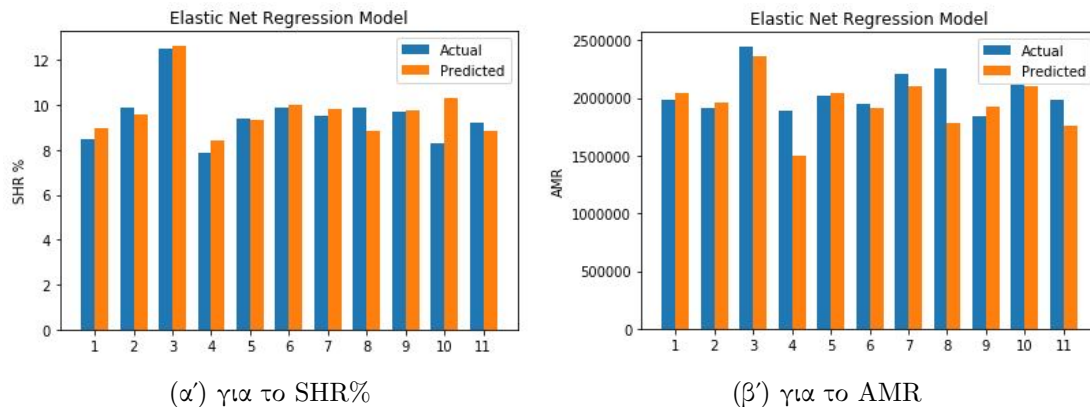 Elastic Net Regression Model
Actual
Predicted
SHR %
12
10
8
6
4
2
0
1 2 3 4 5 6 7 8 9 10 11
(α΄) για το SHR%
Elastic Net Regression Model
Actual
Predicted
AMR
2500000
2000000
1500000
1000000
500000
0
1 2 3 4 5 6 7 8 9 10 11
(β΄) για το AMR